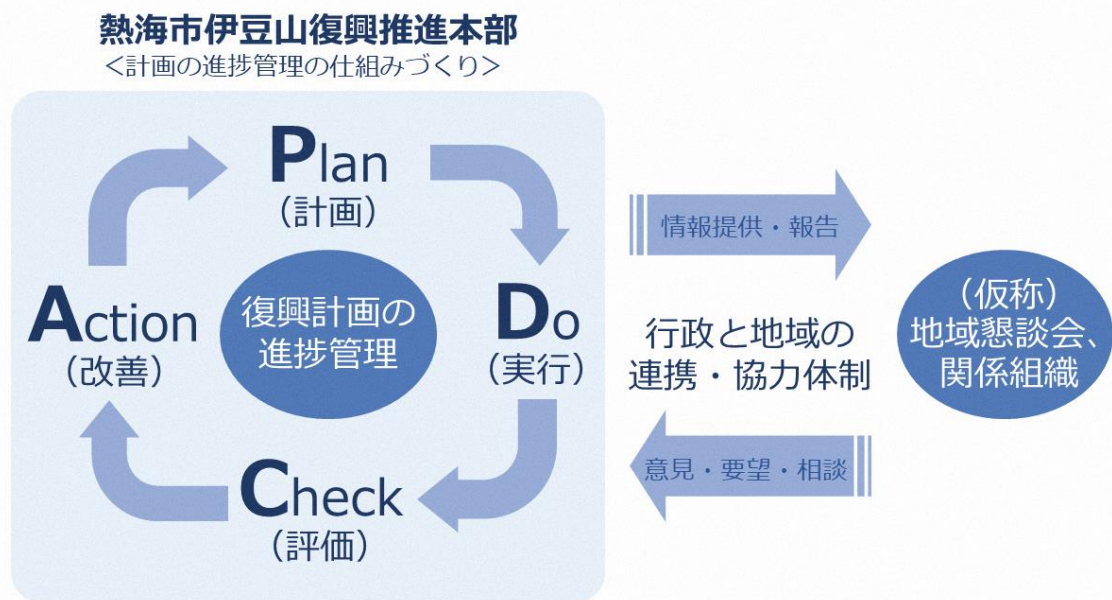 熱海市伊豆山復興推進本部
<計画の進捗管理の仕組みづくり>
Plan
(計画)
Do
(実行)
Check
(評価)
Action
(改善)
復興計画の
進捗管理
情報提供・報告
行政と地域の
連携・協力体制
意見・要望・相談
(仮称)
地域懇談会、
関係組織